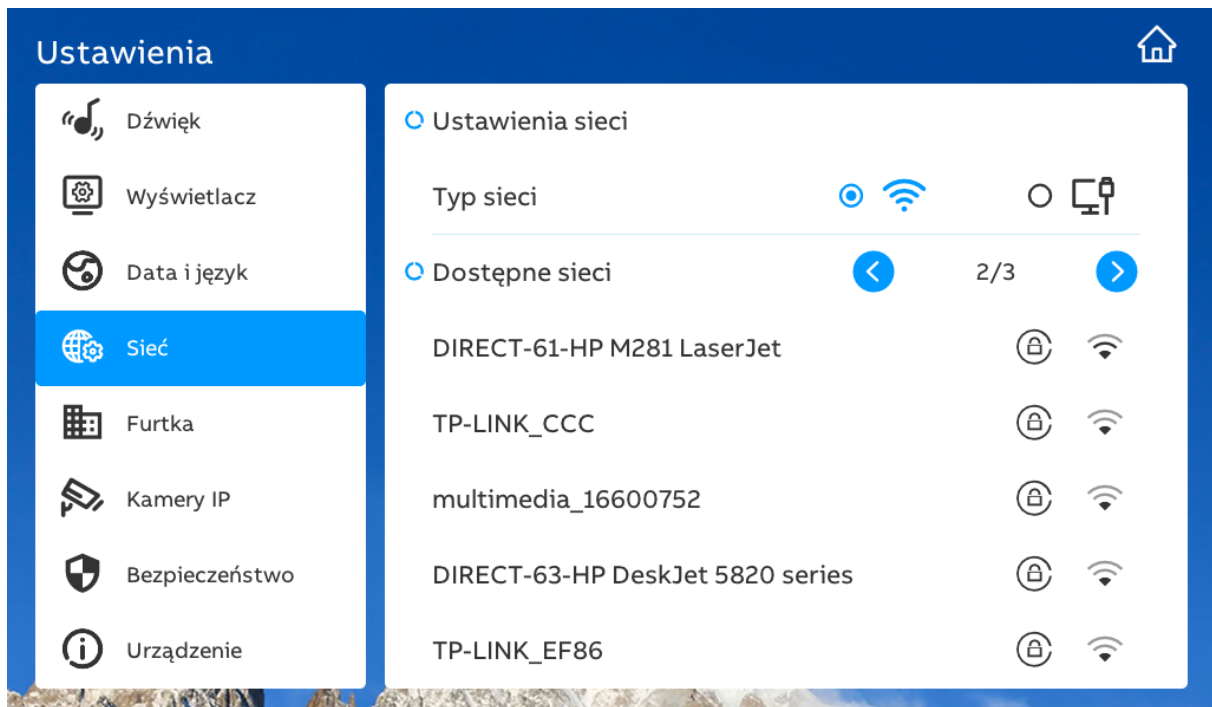 Ustawienia
Dźwięk
Wyświetlacz
Data i język
Sieć
Furtka
Kamery IP
Bezpieczeństwo
Urządzenie
Ustawienia sieci
Typ sieci
Dostępne sieci 2/3
DIRECT-61-HP M281 LaserJet
TP-LINK_CCC
multimedia_16600752
DIRECT-63-HP DeskJet 5820 series
TP-LINK_EF86